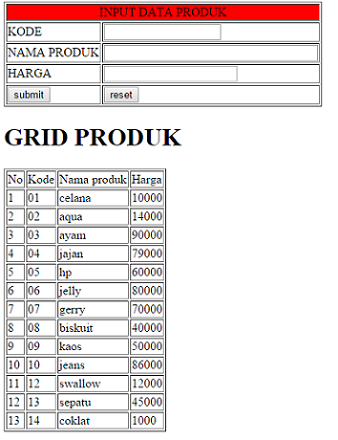 INPUT DATA PRODUK
KODE
NAMA PRODUK
HARGA
submit reset
GRID PRODUK
No Kode Nama produk Harga
1 01 celana 10000
2 02 aqua 14000
3 03 ayam 90000
4 04 jajan 79000
5 05 hp 60000
6 06 jelly 80000
7 07 gerry 70000
8 08 biskuit 40000
9 09 kaos 50000
10 10 jeans 86000
11 12 swallow 12000
12 13 sepatu 45000
13 14 coklat 1000